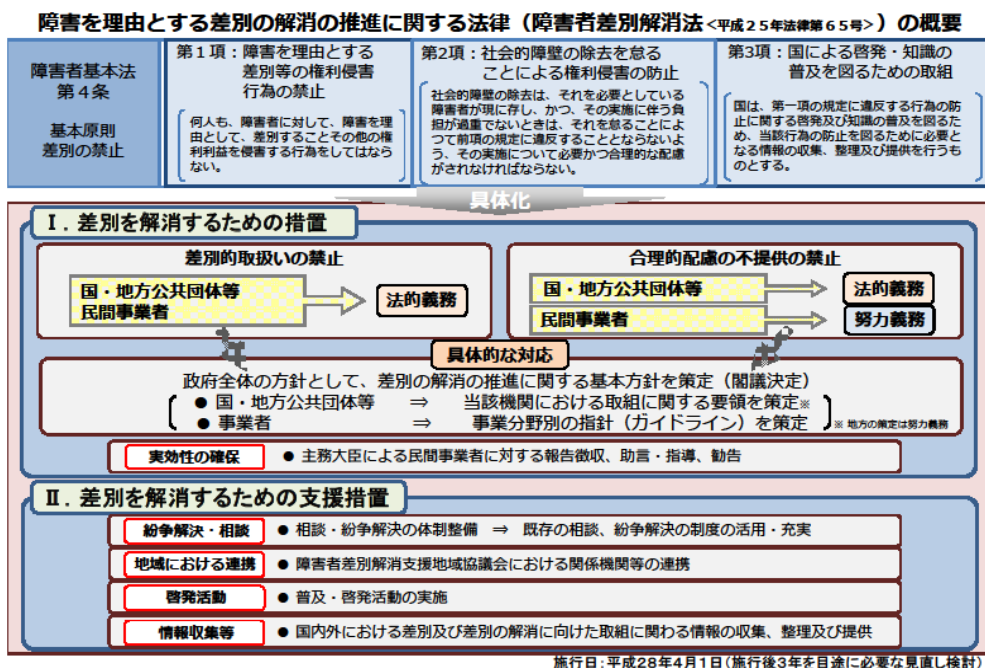 障害を理由とする差別の解消の推進に関する法律（障害者差別解消法<平成２５年法律第６５号>）の概要
障害者基本法
第４条
基本原則
差別の禁止
第１項：障害を理由とする
差別等の権利侵害
行為の禁止
何人も、障害者に対して、障害を理
由として、差別することその他の権
利利益を侵害する行為をしてはなら
ない。
第２項：社会的障壁の除去を怠る
ことによる権利侵害の防止
社会的障壁の除去は、それを必要としている
障害者が現に存し、かつ、その実施に伴う負
担が過重でないときは、それを怠ることによ
つて前項の規定に違反することとならないよ
う、その実施について必要かつ合理的な配慮
がされなければならない。
第３項：国による啓発・知識の
普及を図るための取組
国は、第一項の規定に違反する行為の防
止に関する啓発及び知識の普及を図るた
め、当該行為の防止を図るために必要と
なる情報の収集、整理及び提供を行うも
のとする。
具体化
Ⅰ．差別を解消するための措置
差別的取扱いの禁止
国・地方公共団体等
民間事業者
法的義務
合理的配慮の不提供の禁止
国・地方公共団体等
法的義務
民間事業者
努力義務
具体的な対応
政府全体の方針として、差別の解消の推進に関する基本方針を策定（閣議決定）
● 国・地方公共団体等 ⇒ 当該機関における取組に関する要領を策定※
● 事業者 ⇒ 事業分野別の指針（ガイドライン）を策定
※ 地方の策定は努力義務
実効性の確保
● 主務大臣による民間事業者に対する報告徴収、助言・指導、勧告
Ⅱ．差別を解消するための支援措置
紛争解決・相談
● 相談・紛争解決の体制整備 ⇒ 既存の相談、紛争解決の制度の活用・充実
地域における連携
● 障害者差別解消支援地域協議会における関係機関等の連携
啓発活動
● 普及・啓発活動の実施
情報収集等
● 国内外における差別及び差別の解消に向けた取組に関わる情報の収集、整理及び提供
施行日：平成２８年４月１日（施行後３年を目途に必要な見直し検討）